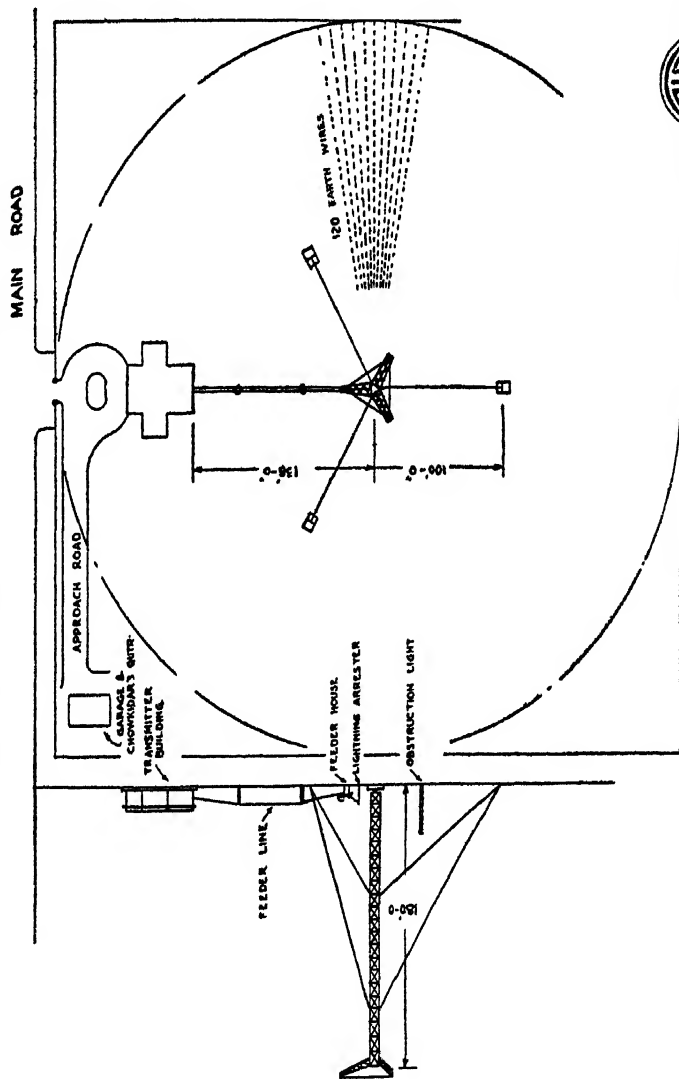 MAIN ROAD
120 EARTH WIRES
APPROACH ROAD
138'-0"
100'-0"
GARAGE &
CHOWKIDAR'S QUTR.
TRANSMITTER
BUILDING
FEEDER LINE
FEEDER HOUSE
LIGHTNING ARRESTER
OBSTRUCTION LIGHT
180'-0